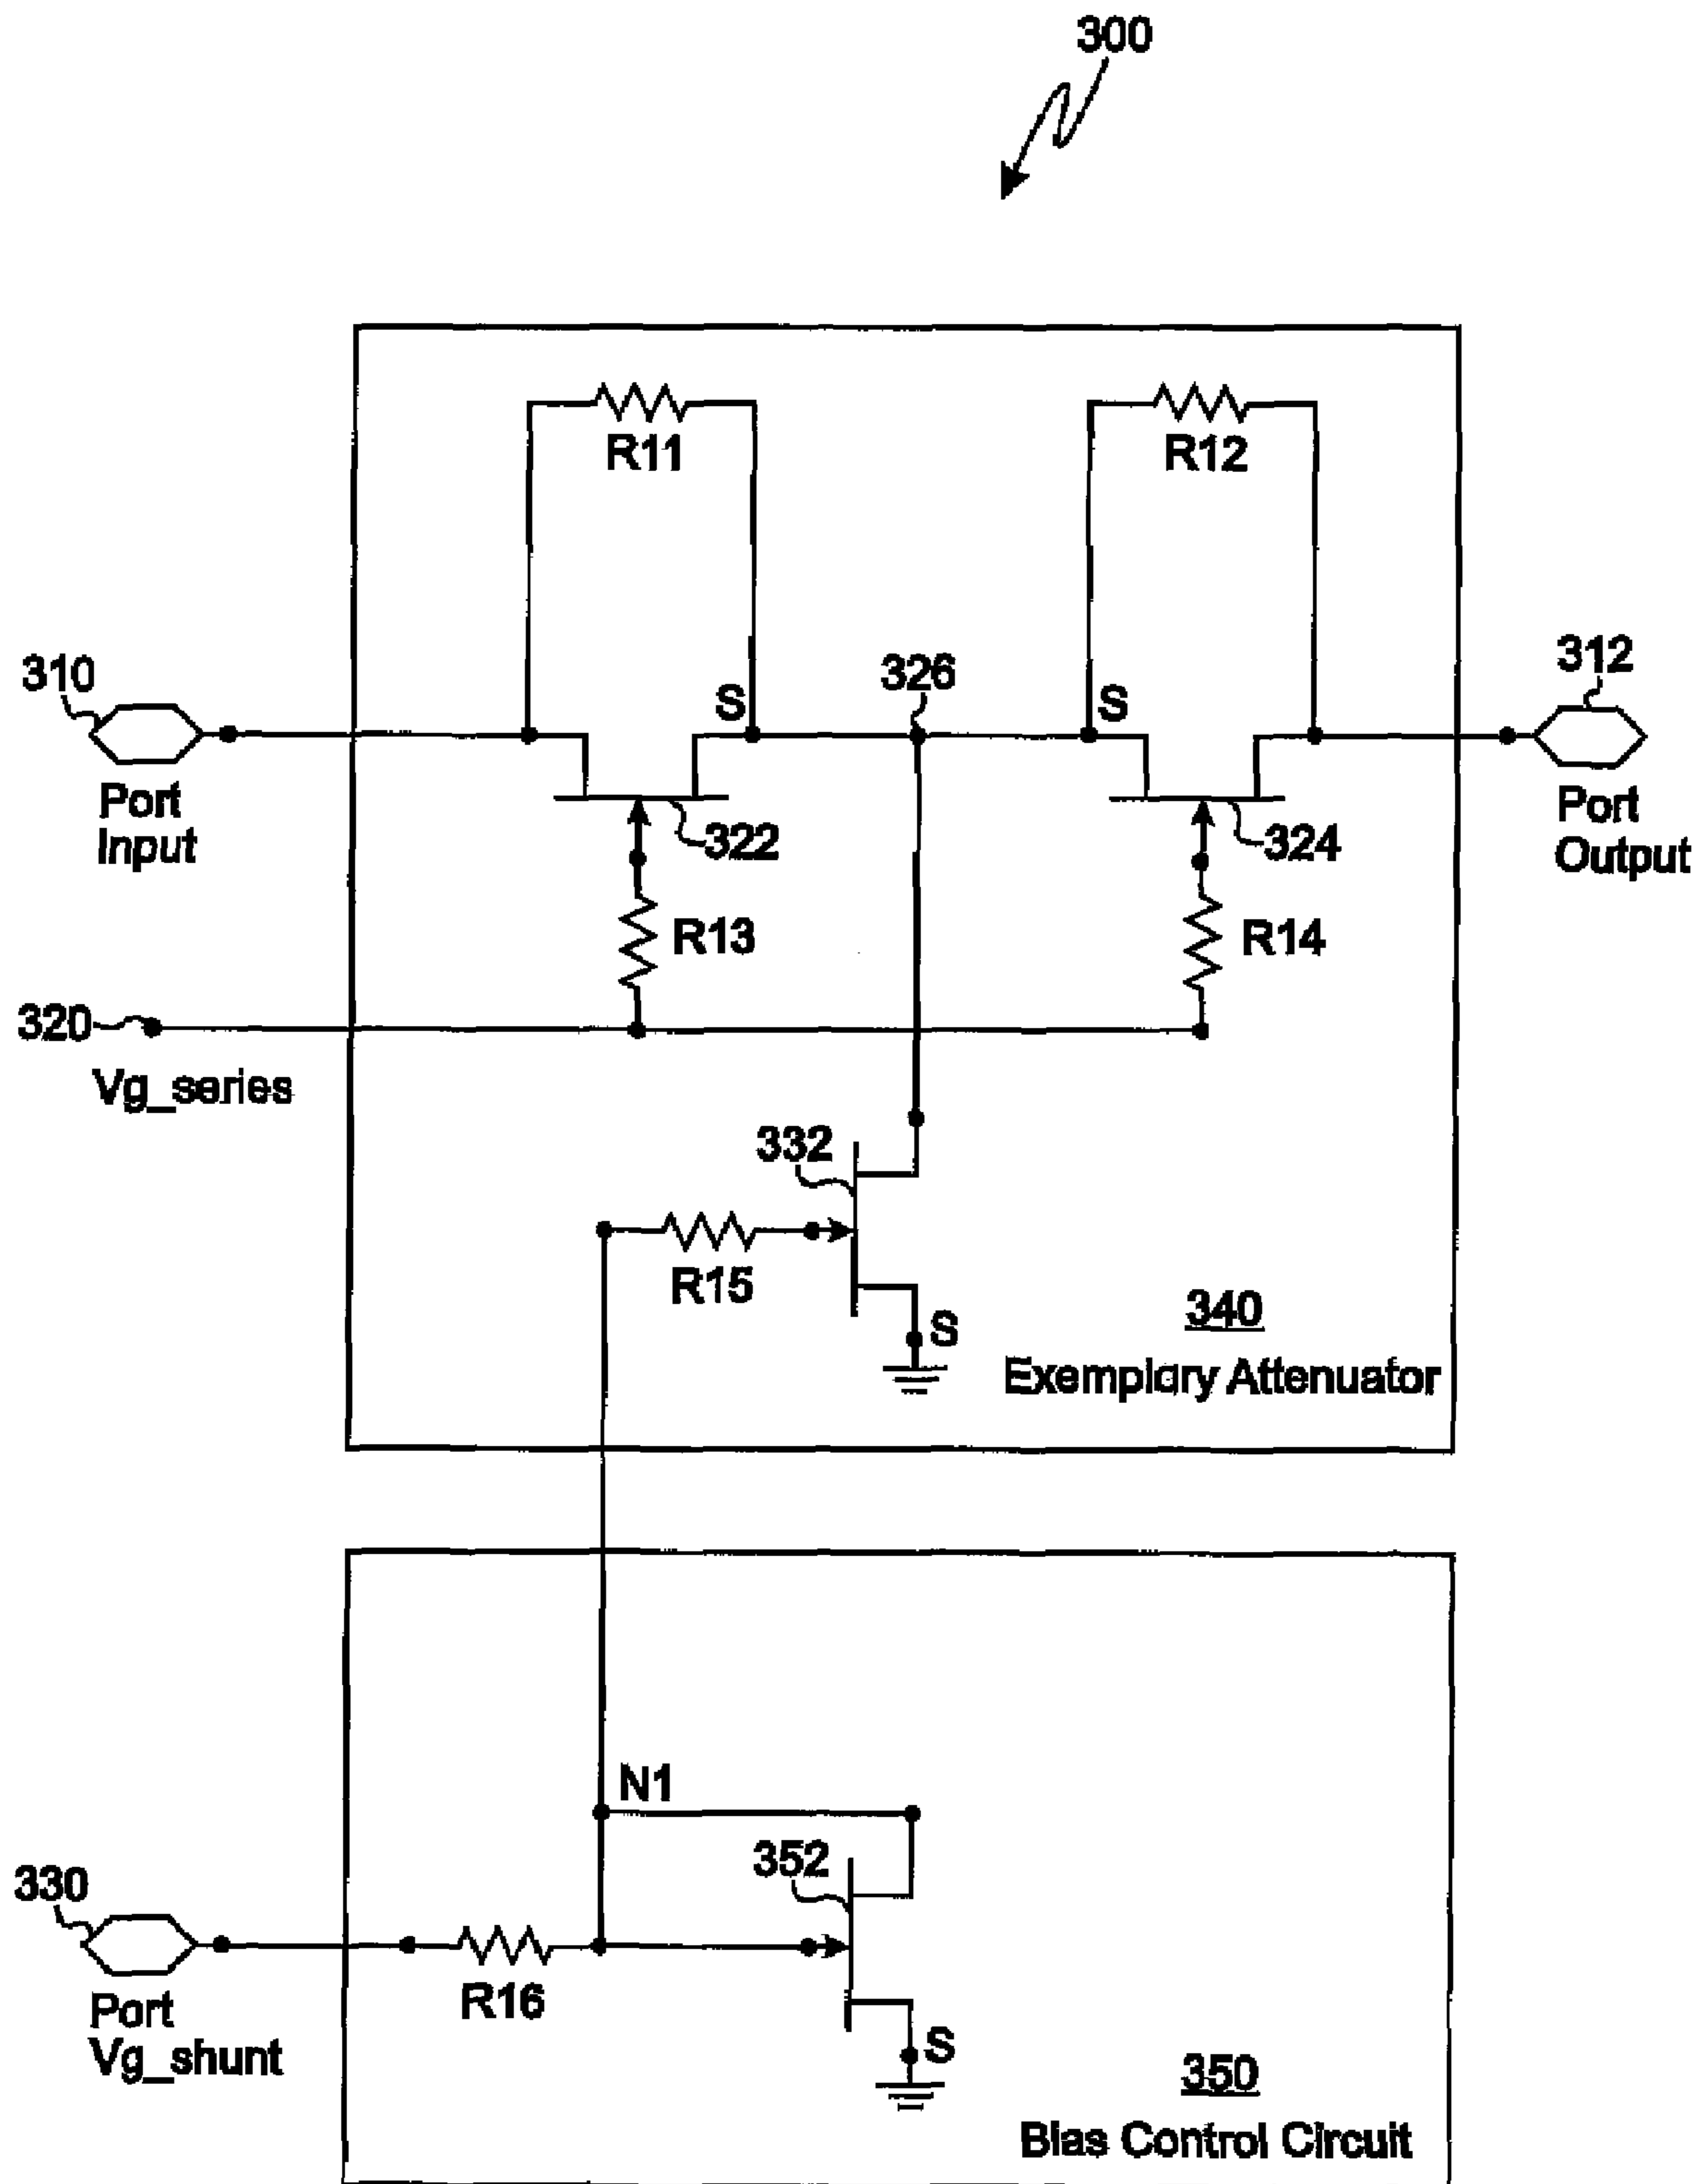 300
R11
R12
310
S
326
S
312
Port
Input
322
324
Port
Output
R13
R14
320
Vg_series
332
R15
S
340
Exemplary Attenuator
N1
352
330
R16
Port
Vg_shunt
S
350
Bias Control Circuit